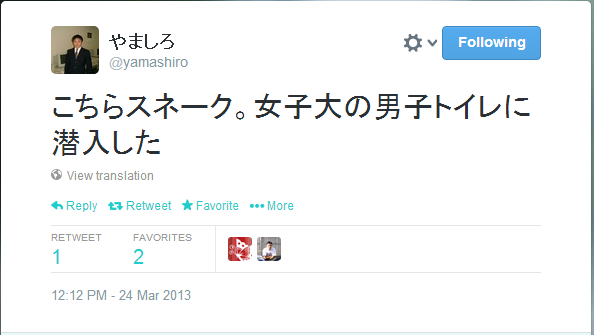 やましろ
@yamashiro
Following
こちらスネーク。女子大の男子トイレに
潜入した
View translation
Reply Retweet Favorite More
RETWEET FAVORITES
1 2
12:12 PM - 24 Mar 2013